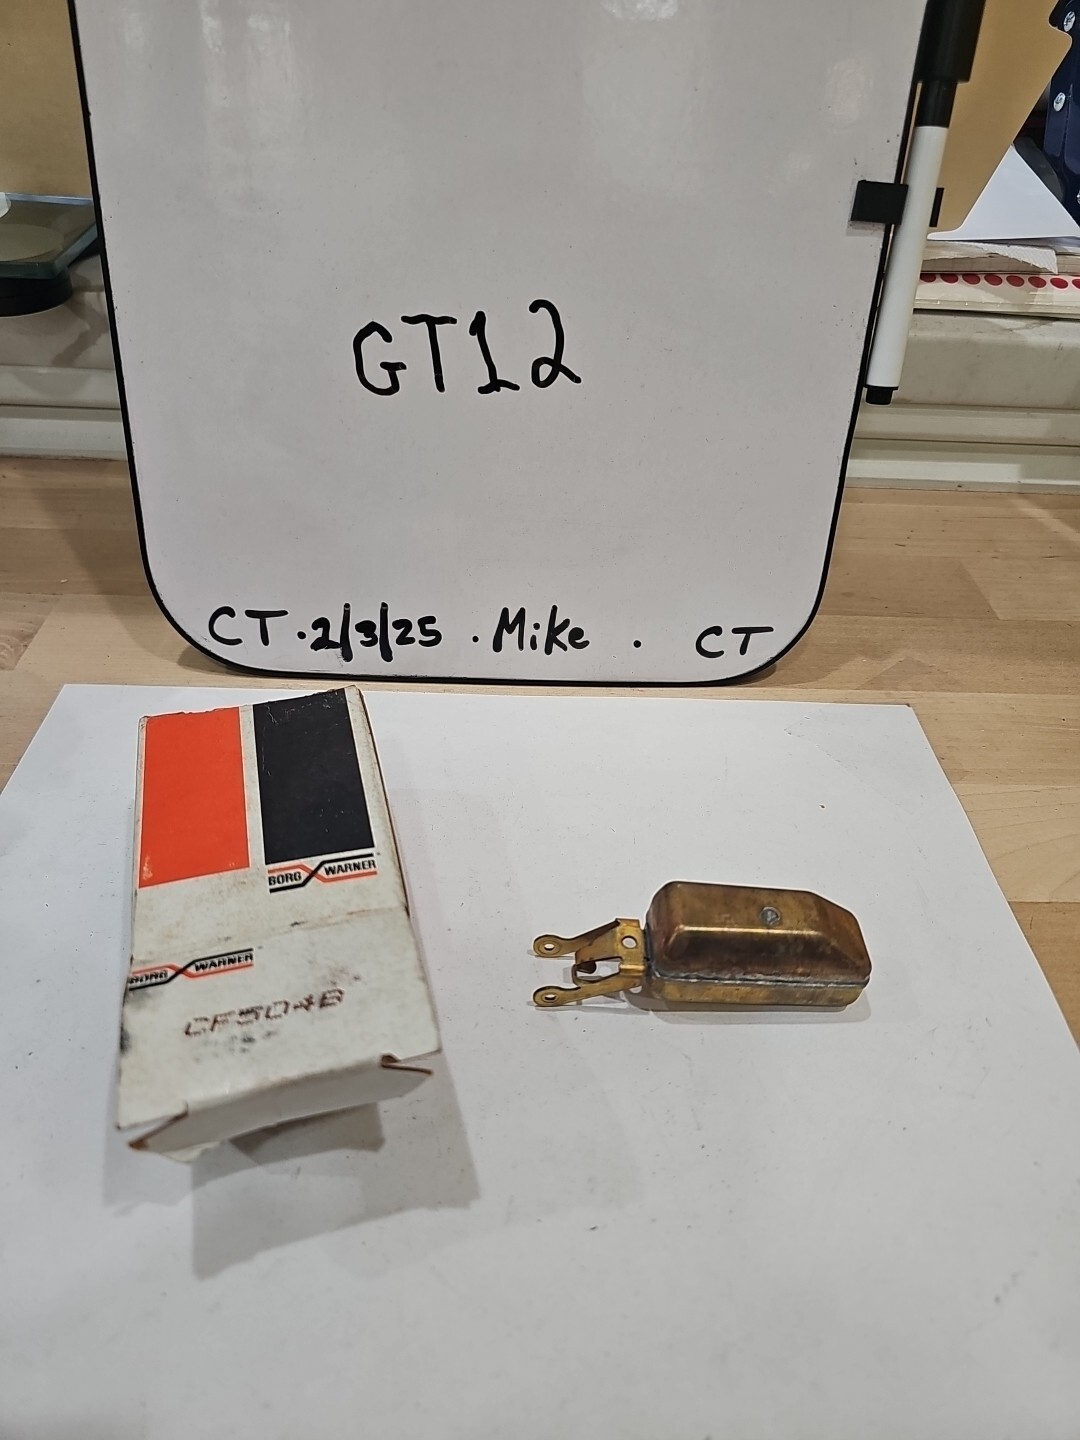 GT12
CT . 2/3/25 . Mike . CT
BORG WARNER
BORG WARNER
CF504B